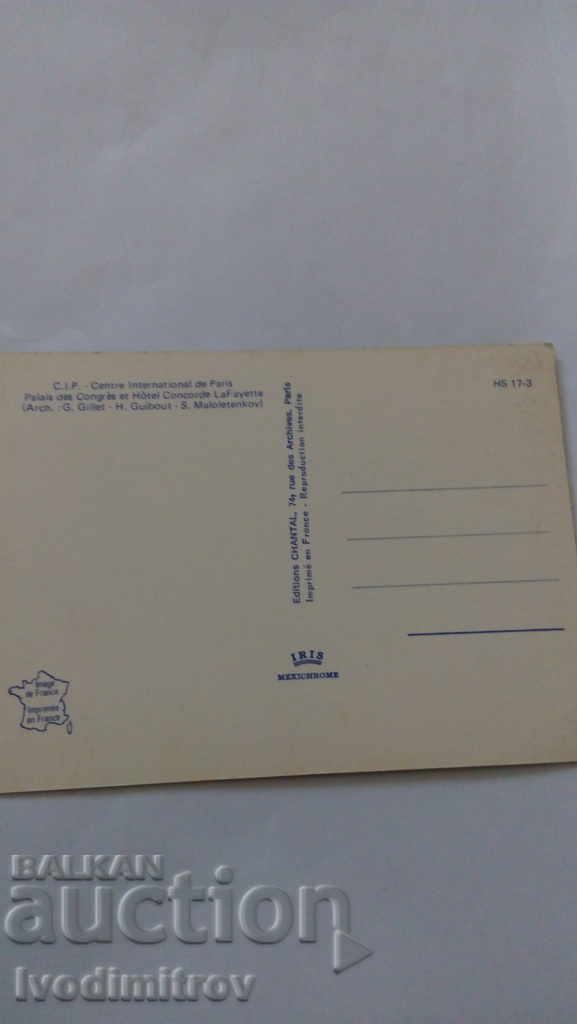 C.I.P. - Centre International de Paris
Palais des Congrès et Hôtel Concorde LaFayette
(Arch. : G. Gillet - H. Guibout - S. Maloletenkov)
HS 17-3
Editions CHANTAL, 74, rue des Archives, Paris
Imprimé en France - Reproduction interdite
IRIS
MEXICHROME
Image
de France
Imprimée
en France
BALKAN
auction
Ivodimitrov